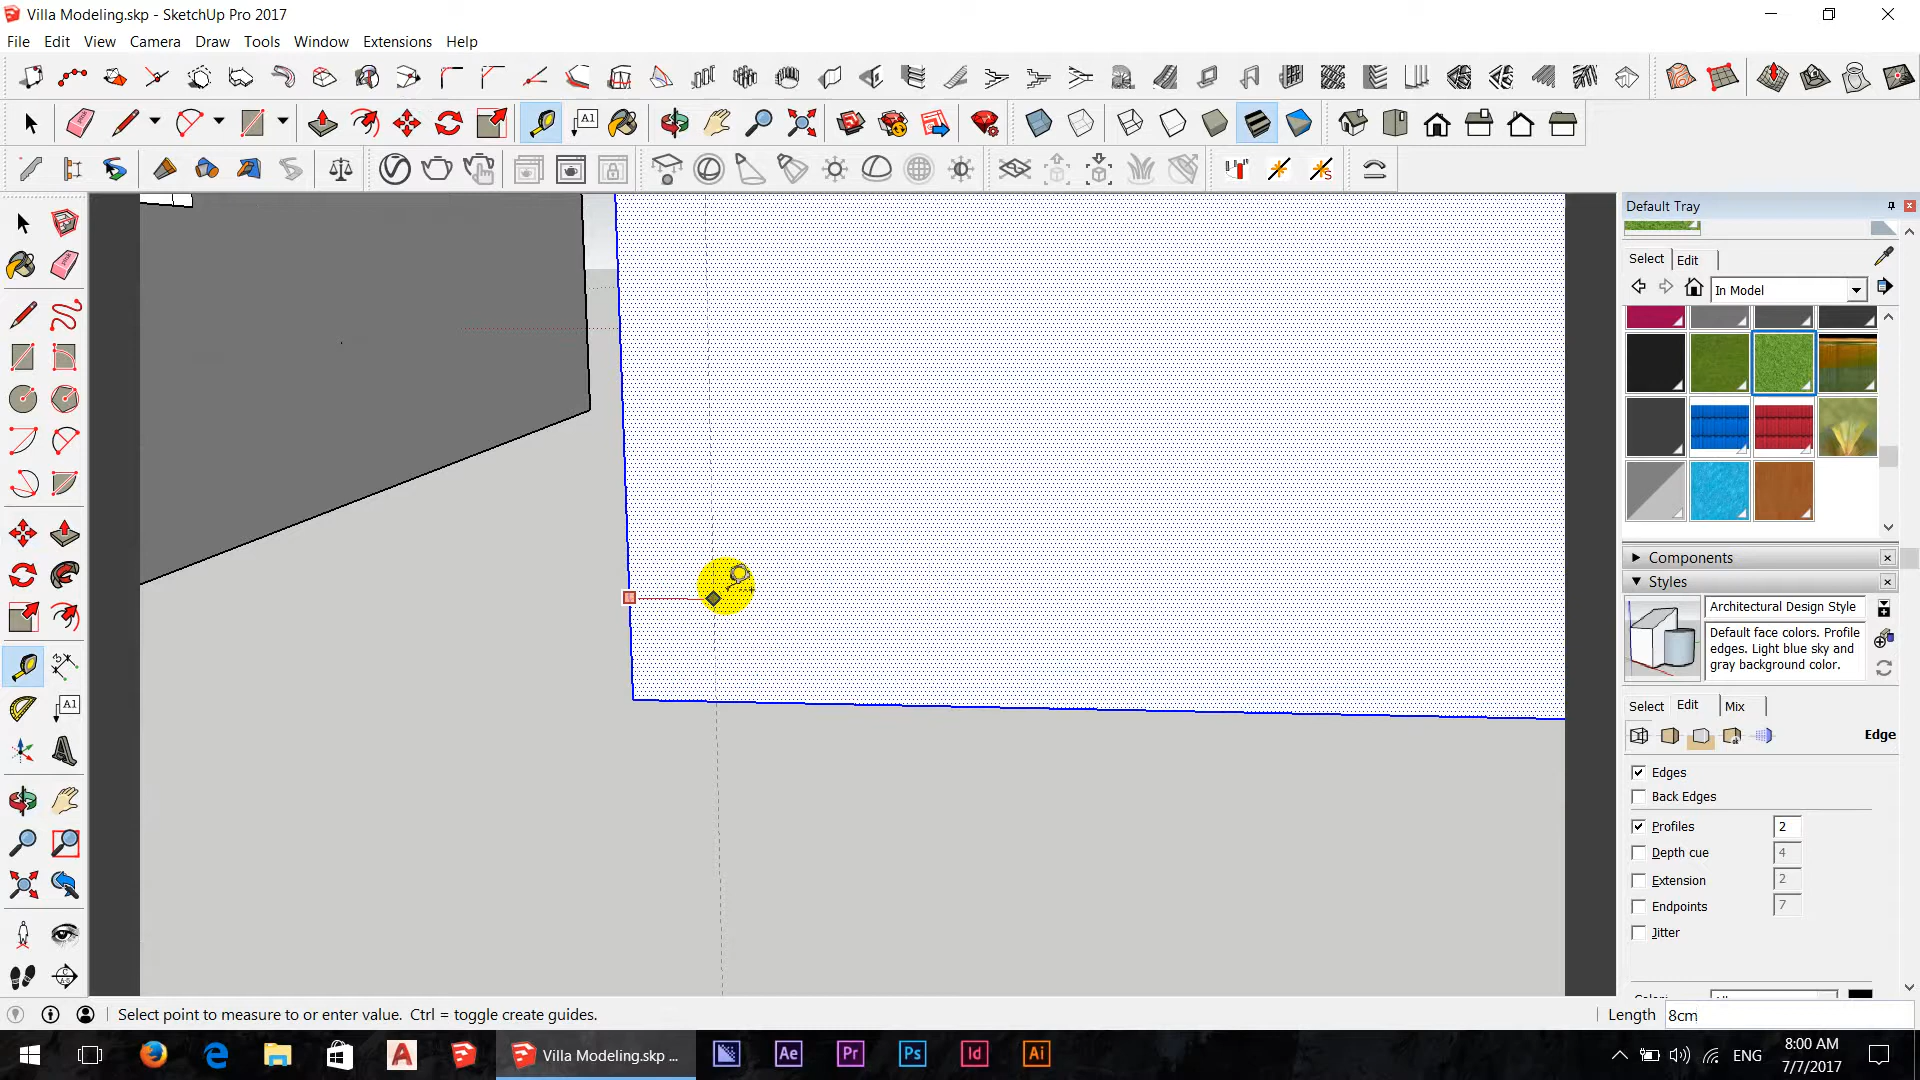 Villa Modeling.skp - SketchUp Pro 2017
File Edit View Camera Draw Tools Window Extensions Help
A1
Default Tray
Select Edit
In Model
Components
Styles
Architectural Design Style
Default face colors. Profile
edges. Light blue sky and
gray background color.
A1
Select Edit Mix
Edge
Edges
Back Edges
Profiles 2
Depth cue 4
Extension 2
Endpoints 7
Jitter
Select point to measure to or enter value. Ctrl = toggle create guides.
Length 8cm
Villa Modeling.skp ...
Ae Pr Ps Id Ai
ENG
8:00 AM
7/7/2017